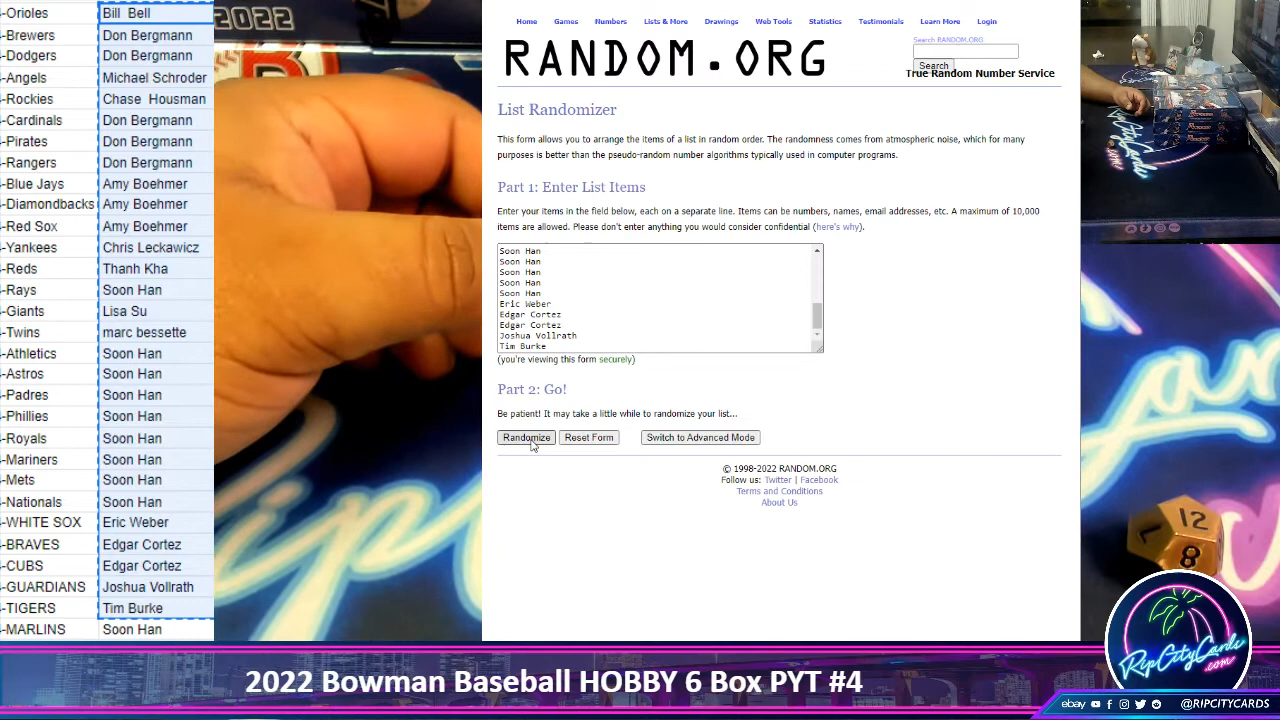 -Orioles Bill Bell
-Brewers Don Bergmann
-Dodgers Don Bergmann
-Angels Michael Schroder
-Rockies Chase Housman
-Cardinals Don Bergmann
-Pirates Don Bergmann
-Rangers Don Bergmann
-Blue Jays Amy Boehmer
-Diamondbacks Amy Boehmer
-Red Sox Amy Boehmer
-Yankees Chris Leckawicz
-Reds Thanh Kha
-Rays Soon Han
-Giants Lisa Su
-Twins marc bessette
-Athletics Soon Han
-Astros Soon Han
-Padres Soon Han
-Phillies Soon Han
-Royals Soon Han
-Mariners Soon Han
-Mets Soon Han
-Nationals Soon Han
-WHITE SOX Eric Weber
-BRAVES Edgar Cortez
-CUBS Edgar Cortez
-GUARDIANS Joshua Vollrath
-TIGERS Tim Burke
-MARLINS Soon Han
2022
Home Games Numbers Lists & More Drawings Web Tools Statistics Testimonials Learn More Login
RANDOM.ORG
Search RANDOM.ORG
Search
True Random Number Service
List Randomizer
This form allows you to arrange the items of a list in random order. The randomness comes from atmospheric noise, which for many
purposes is better than the pseudo-random number algorithms typically used in computer programs.
Part 1: Enter List Items
Enter your items in the field below, each on a separate line. Items can be numbers, names, email addresses, etc. A maximum of 10,000
items are allowed. Please don't enter anything you would consider confidential (here's why).
Soon Han
Soon Han
Soon Han
Soon Han
Soon Han
Eric Weber
Edgar Cortez
Edgar Cortez
Joshua Vollrath
Tim Burke
(you're viewing this form securely)
Part 2: Go!
Be patient! It may take a little while to randomize your list...
Randomize Reset Form Switch to Advanced Mode
© 1998-2022 RANDOM.ORG
Follow us: Twitter | Facebook
Terms and Conditions
About Us
12
8
RipCityCards
.com
2022 Bowman Baseball HOBBY 6 Box PYT #4
ebay @RIPCITYCARDS